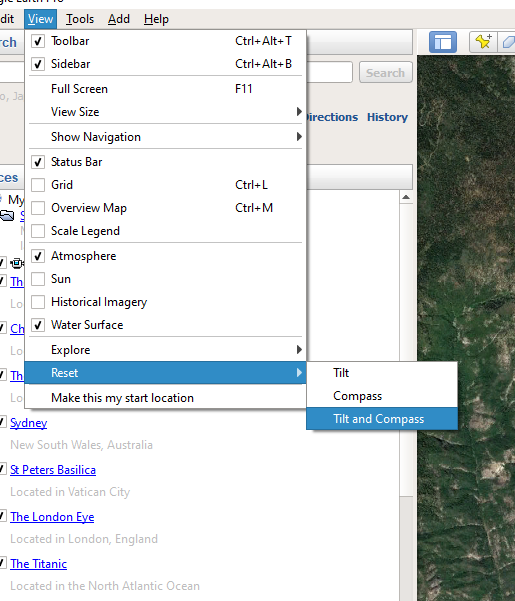 gle Earth Pro
dit View Tools Add Help
rch
Toolbar Ctrl+Alt+T
Sidebar Ctrl+Alt+B
Search
Full Screen F11
View Size
Directions History
Show Navigation
Status Bar
ces
Grid Ctrl+L
My
Overview Map Ctrl+M
Scale Legend
Atmosphere
Sun
Th
Historical Imagery
Lo
Water Surface
Ch
Explore
Lo
Reset
Tilt
Th
Make this my start location
Compass
Lo
Tilt and Compass
Sydney
New South Wales, Australia
St Peters Basilica
Located in Vatican City
The London Eye
Located in London, England
The Titanic
Located in the North Atlantic Ocean